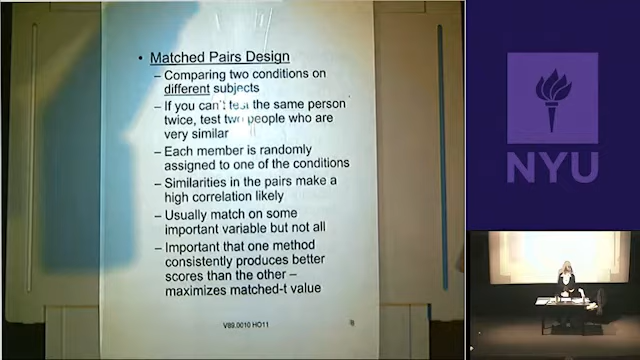 • Matched Pairs Design
– Comparing two conditions on
different subjects
– If you can't test the same person
twice, test two people who are
very similar
– Each member is randomly
assigned to one of the conditions
– Similarities in the pairs make a
high correlation likely
– Usually match on some
important variable but not all
– Important that one method
consistently produces better
scores than the other –
maximizes matched-t value
V89.0010 HO11
NYU